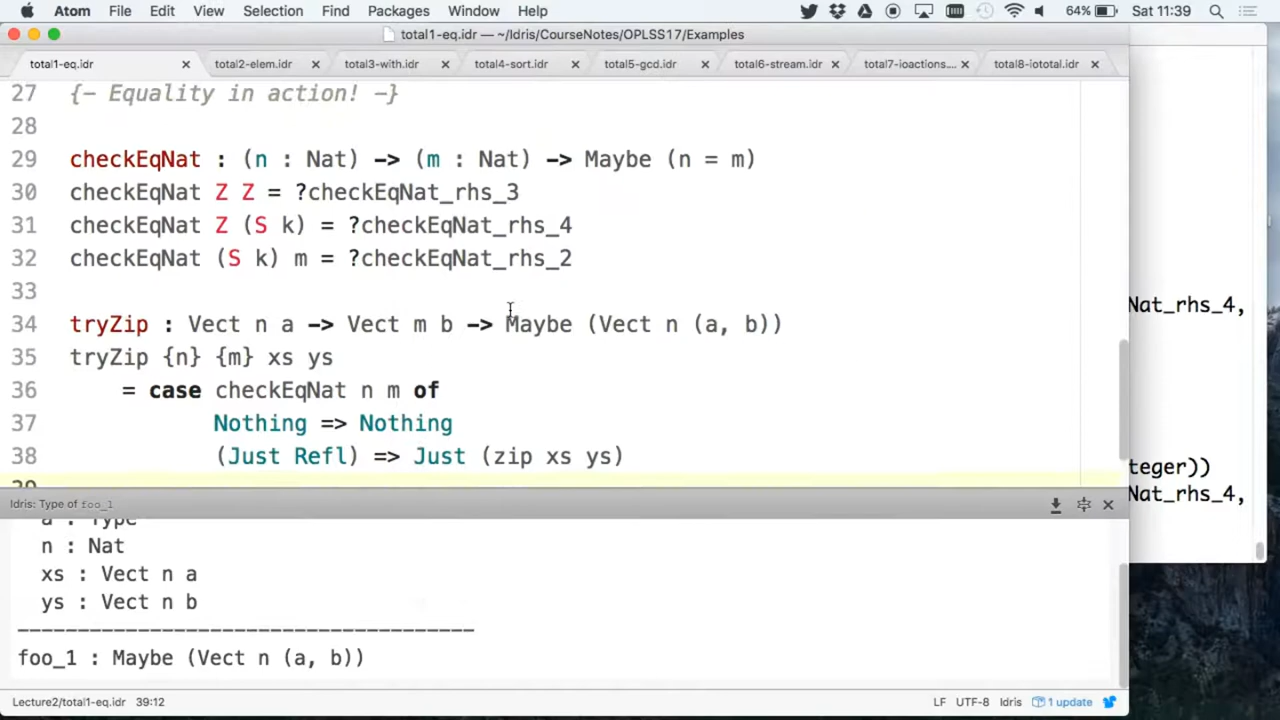 Atom File Edit View Selection Find Packages Window Help 64% Sat 11:39
total1-eq.idr — ~/Idris/CourseNotes/OPLSS17/Examples
total1-eq.idr total2-elem.idr total3-with.idr total4-sort.idr total5-gcd.idr total6-stream.idr total7-ioactions.... total8-iototal.idr
27 {- Equality in action! -}
28
29 checkEqNat : (n : Nat) -> (m : Nat) -> Maybe (n = m)
30 checkEqNat Z Z = ?checkEqNat_rhs_3
31 checkEqNat Z (S k) = ?checkEqNat_rhs_4
32 checkEqNat (S k) m = ?checkEqNat_rhs_2
33
34 tryZip : Vect n a -> Vect m b -> Maybe (Vect n (a, b))
35 tryZip {n} {m} xs ys
36 = case checkEqNat n m of
37 Nothing => Nothing
38 (Just Refl) => Just (zip xs ys)
39
Nat_rhs_4,
teger))
Nat_rhs_4,
Idris: Type of foo_1
a : Type
n : Nat
xs : Vect n a
ys : Vect n b
--------------------------------------
foo_1 : Maybe (Vect n (a, b))
Lecture2/total1-eq.idr 39:12 LF UTF-8 Idris 1 update